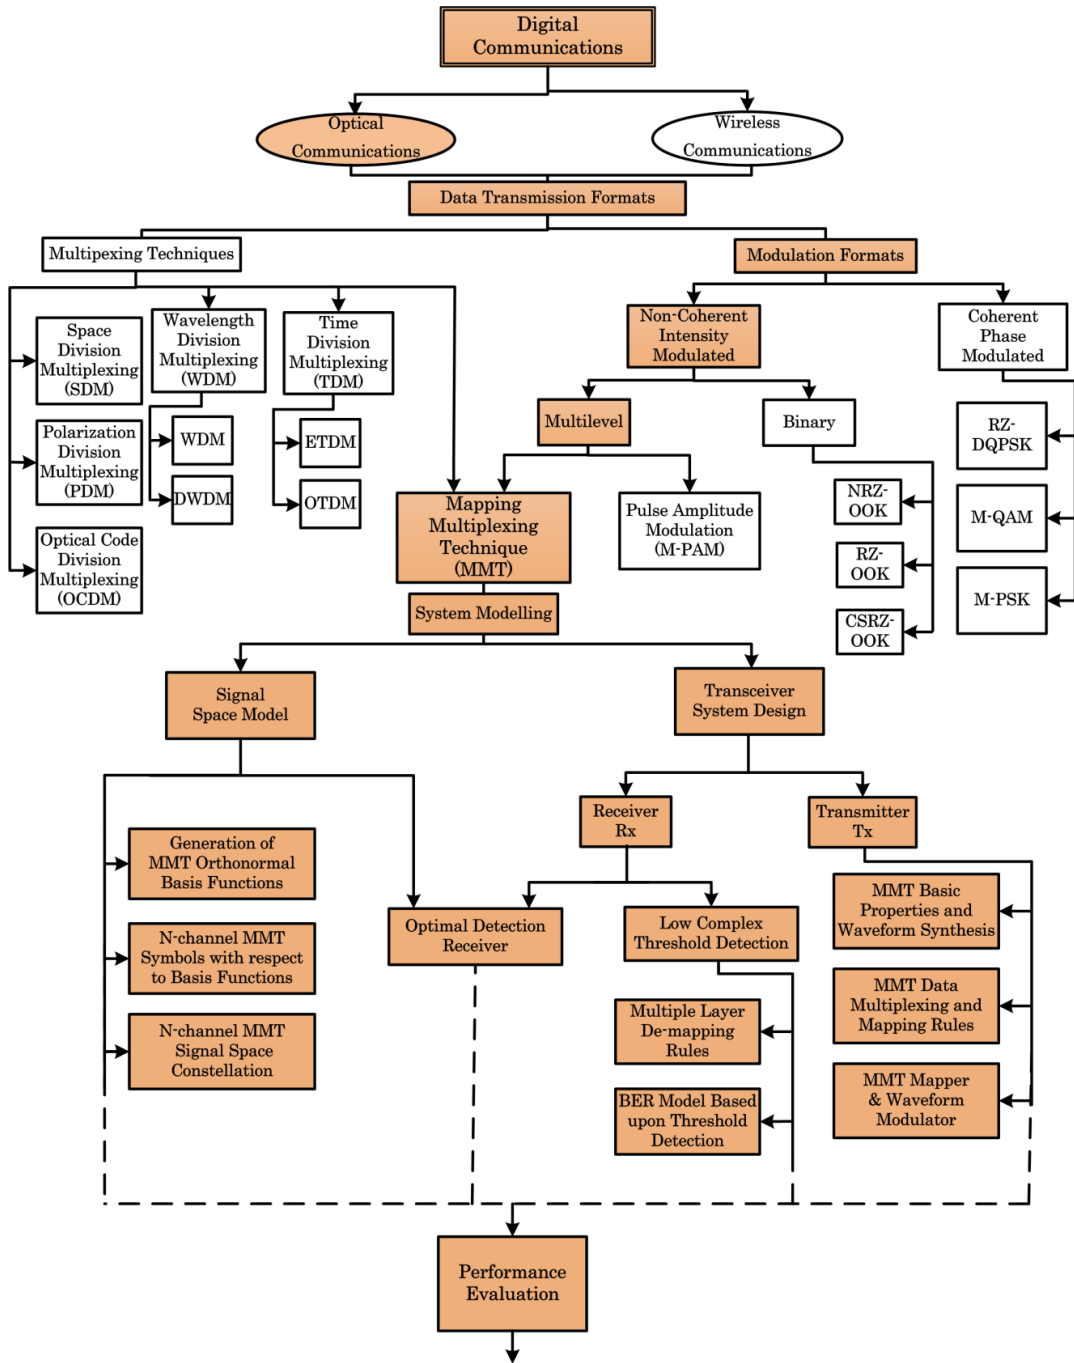 Digital
Communications
Optical
Communications
Wireless
Communications
Data Transmission Formats
Multipexing Techniques
Modulation Formats
Space
Division
Multiplexing
(SDM)
Wavelength
Division
Multiplexing
(WDM)
Time
Division
Multiplexing
(TDM)
Non-Coherent
Intensity
Modulated
Coherent
Phase
Modulated
Polarization
Division
Multiplexing
(PDM)
WDM
DWDM
ETDM
OTDM
Multilevel
Binary
RZ-
DQPSK
M-QAM
M-PSK
Optical Code
Division
Multiplexing
(OCDM)
Mapping
Multiplexing
Technique
(MMT)
Pulse Amplitude
Modulation
(M-PAM)
NRZ-
OOK
RZ-
OOK
CSRZ-
OOK
System Modelling
Signal
Space Model
Transceiver
System Design
Receiver
Rx
Transmitter
Tx
Generation of
MMT Orthonormal
Basis Functions
N-channel MMT
Symbols with respect
to Basis Functions
N-channel MMT
Signal Space
Constellation
Optimal Detection
Receiver
Low Complex
Threshold Detection
Multiple Layer
De-mapping
Rules
BER Model Based
upon Threshold
Detection
MMT Basic
Properties and
Waveform Synthesis
MMT Data
Multiplexing and
Mapping Rules
MMT Mapper
& Waveform
Modulator
Performance
Evaluation